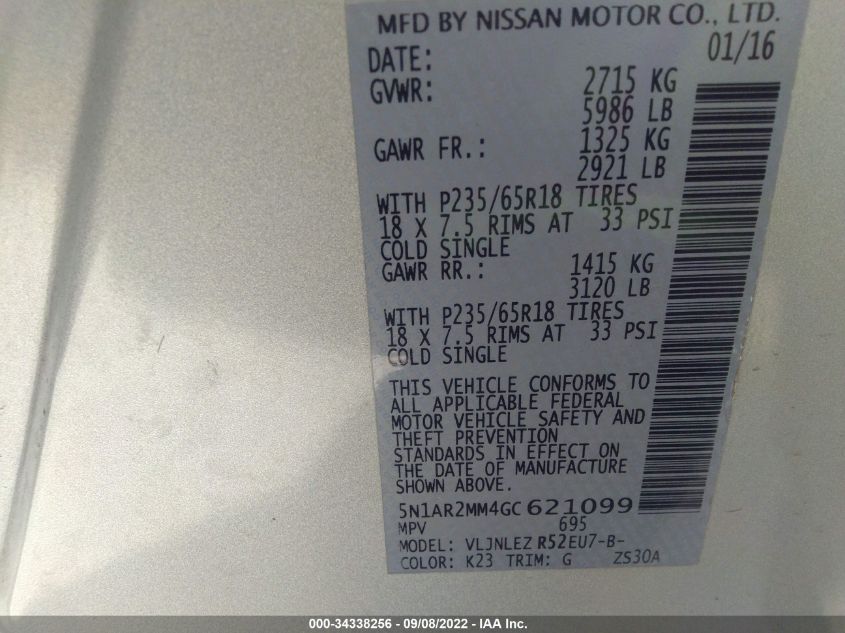 MFD BY NISSAN MOTOR CO., LTD.
DATE: 01/16
GVWR: 2715 KG
5986 LB
GAWR FR.: 1325 KG
2921 LB
WITH P235/65R18 TIRES
18 X 7.5 RIMS AT 33 PSI
COLD SINGLE
GAWR RR.: 1415 KG
3120 LB
WITH P235/65R18 TIRES
18 X 7.5 RIMS AT 33 PSI
COLD SINGLE
THIS VEHICLE CONFORMS TO
ALL APPLICABLE FEDERAL
MOTOR VEHICLE SAFETY AND
THEFT PREVENTION
STANDARDS IN EFFECT ON
THE DATE OF MANUFACTURE
SHOWN ABOVE.
5N1AR2MM4GC621099
MPV 695
MODEL: VLJNLEZ R52EU7-B-
COLOR: K23 TRIM: G ZS30A
000-34338256 - 09/08/2022 - IAA Inc.